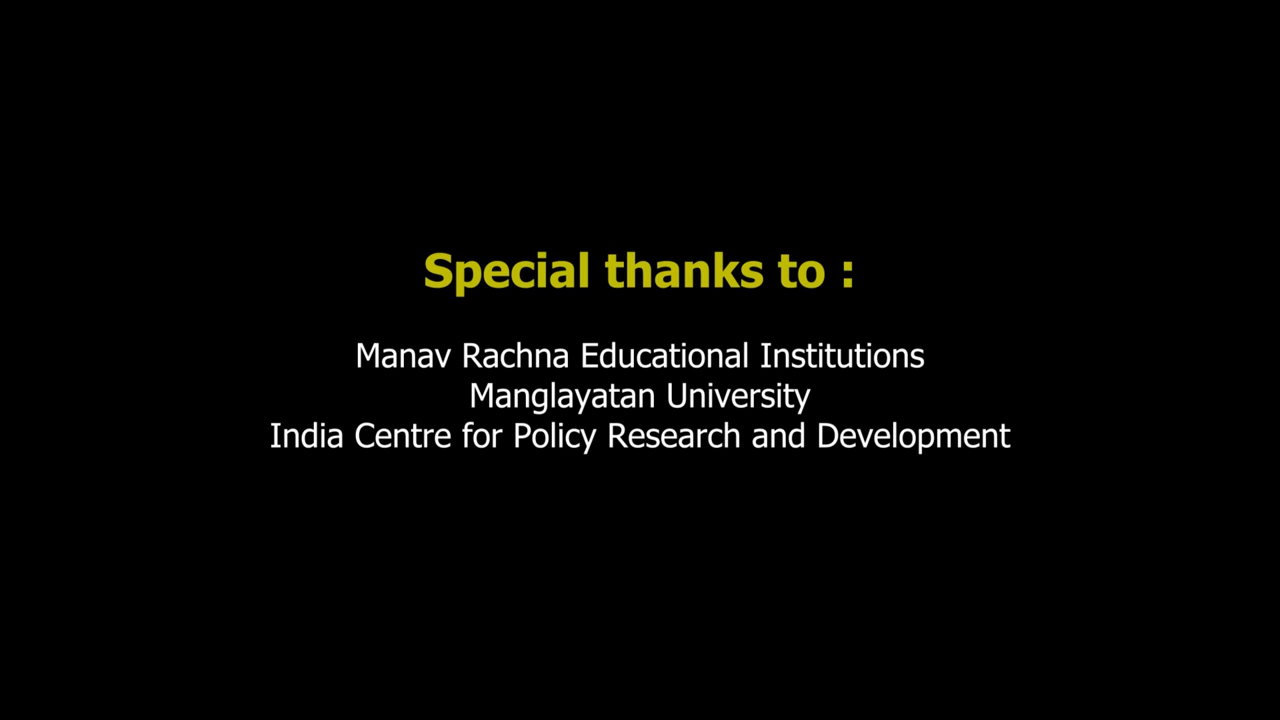 Special thanks to :
Manav Rachna Educational Institutions
Manglayatan University
India Centre for Policy Research and Development